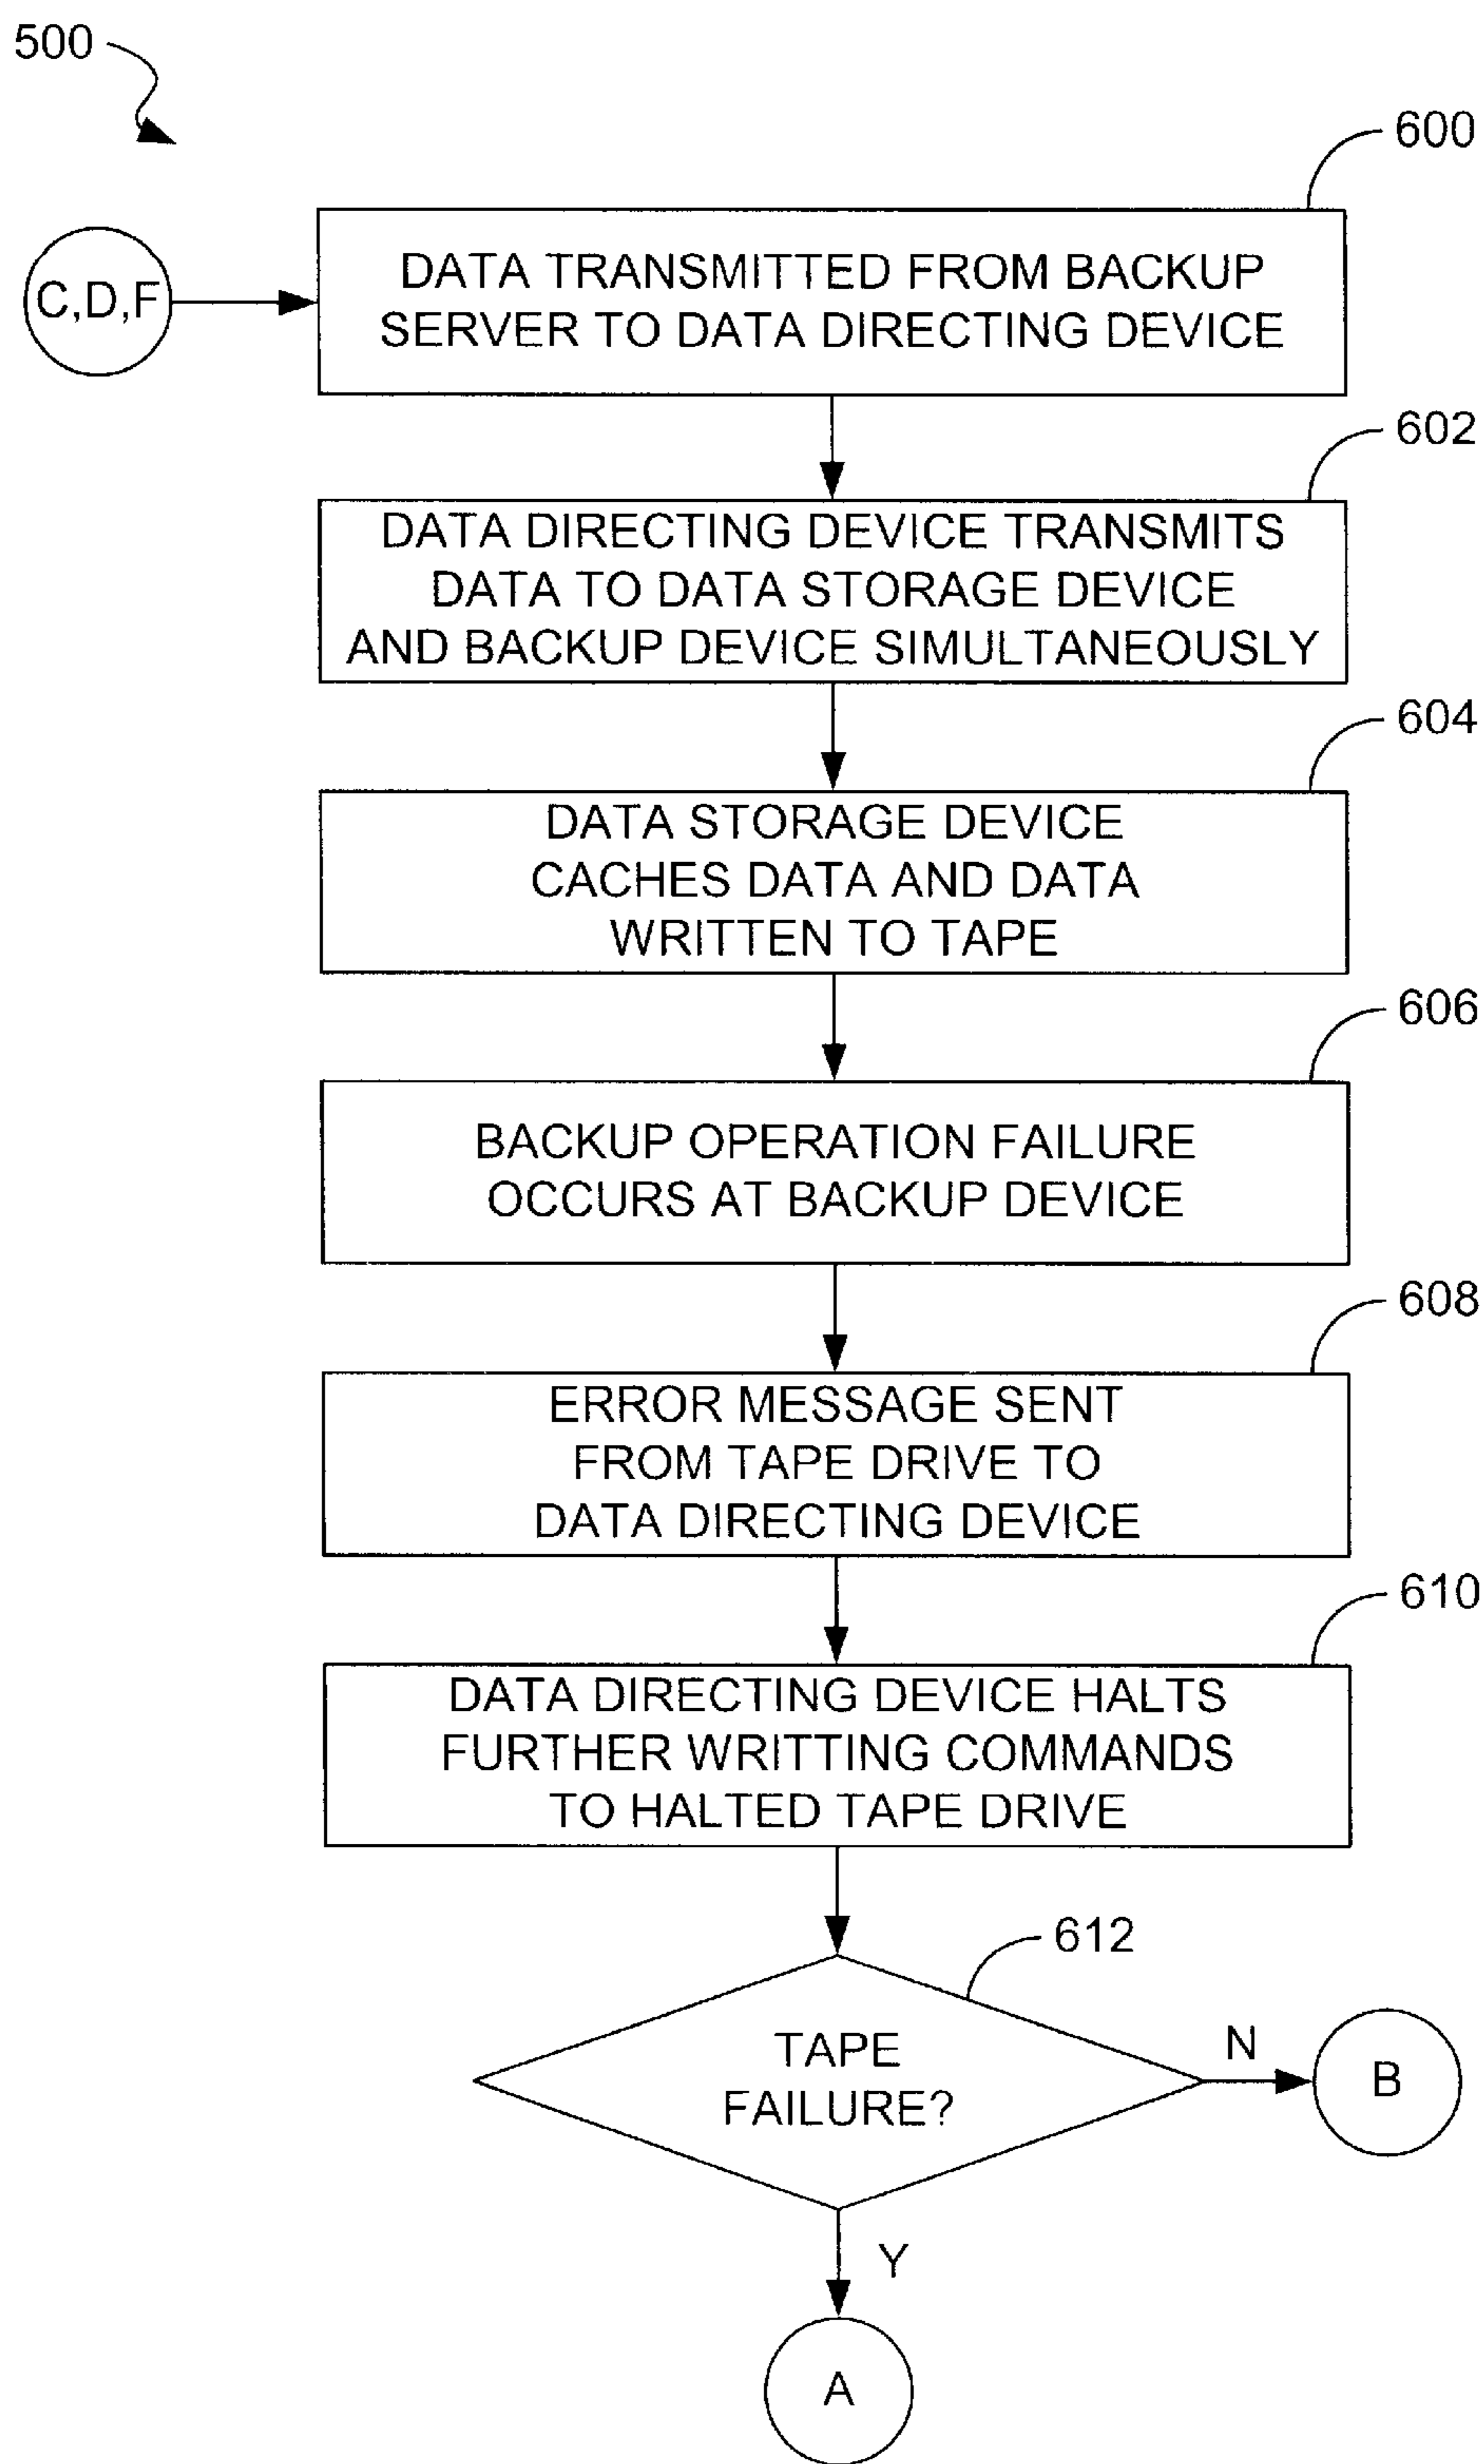 500
600
C,D,F
DATA TRANSMITTED FROM BACKUP
SERVER TO DATA DIRECTING DEVICE
602
DATA DIRECTING DEVICE TRANSMITS
DATA TO DATA STORAGE DEVICE
AND BACKUP DEVICE SIMULTANEOUSLY
604
DATA STORAGE DEVICE
CACHES DATA AND DATA
WRITTEN TO TAPE
606
BACKUP OPERATION FAILURE
OCCURS AT BACKUP DEVICE
608
ERROR MESSAGE SENT
FROM TAPE DRIVE TO
DATA DIRECTING DEVICE
610
DATA DIRECTING DEVICE HALTS
FURTHER WRITTING COMMANDS
TO HALTED TAPE DRIVE
612
TAPE
FAILURE?
N
B
Y
A